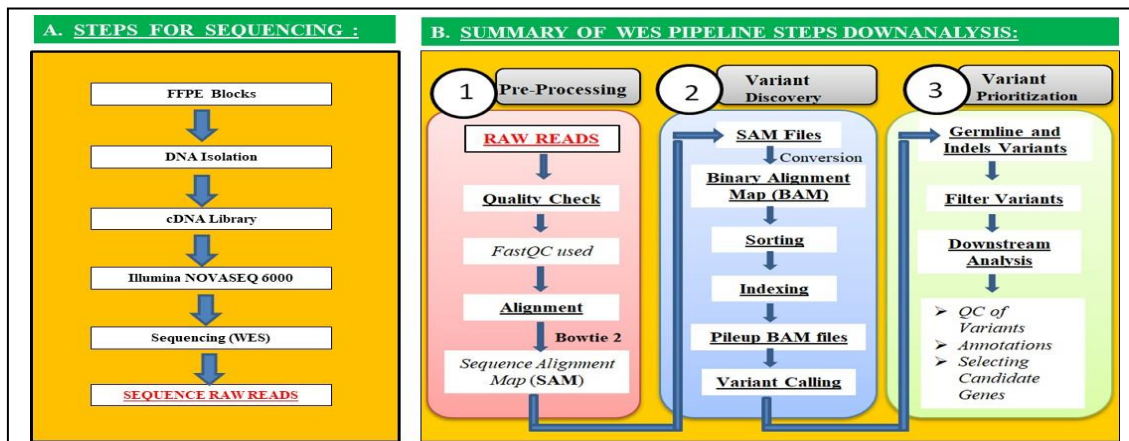 A. STEPS FOR SEQUENCING :
FFPE Blocks
DNA Isolation
cDNA Library
Illumina NOVASEQ 6000
Sequencing (WES)
SEQUENCE RAW READS
B. SUMMARY OF WES PIPELINE STEPS DOWNANALYSIS:
1
Pre-Processing
RAW READS
Quality Check
FastQC used
Alignment
Bowtie 2
Sequence Alignment
Map (SAM)
2
Variant
Discovery
SAM Files
Conversion
Binary Alignment
Map (BAM)
Sorting
Indexing
Pileup BAM files
Variant Calling
3
Variant
Prioritization
Germline and
Indels Variants
Filter Variants
Downstream
Analysis
➢ QC of
Variants
➢ Annotations
➢ Selecting
Candidate
Genes